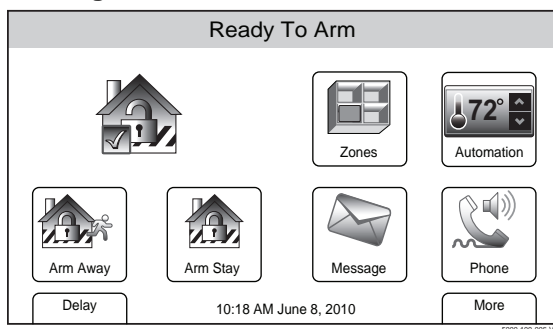 Ready To Arm
72°
Zones
Automation
Arm Away
Arm Stay
Message
Phone
Delay
10:18 AM June 8, 2010
More